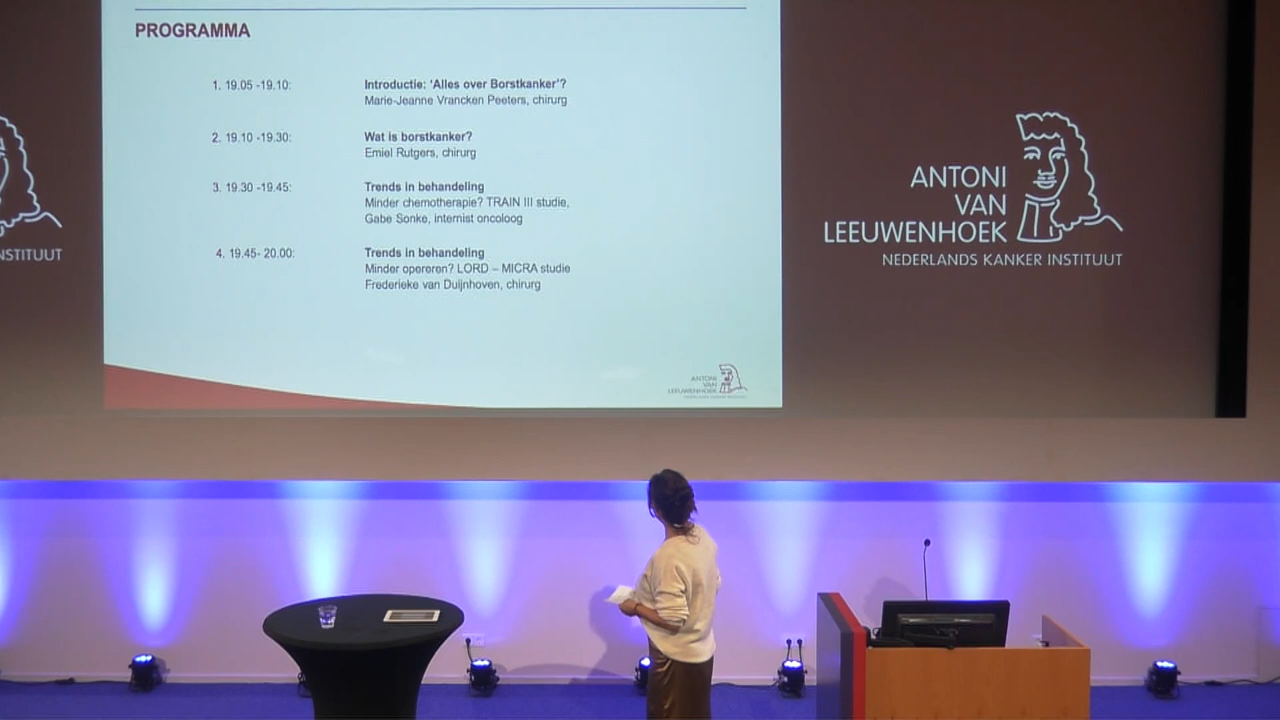 PROGRAMMA
1. 19.05 -19.10:
Introductie: ‘Alles over Borstkanker’?
Marie-Jeanne Vrancken Peeters, chirurg
2. 19.10 -19.30:
Wat is borstkanker?
Emiel Rutgers, chirurg
3. 19.30 -19.45:
Trends in behandeling
Minder chemotherapie? TRAIN III studie,
Gabe Sonke, internist oncoloog
4. 19.45- 20.00:
Trends in behandeling
Minder opereren? LORD – MICRA studie
Frederieke van Duijnhoven, chirurg
ANTONI
VAN
LEEUWENHOEK
NEDERLANDS KANKER INSTITUUT
ANTONI
VAN
LEEUWENHOEK
NEDERLANDS KANKER INSTITUUT
NSTITUUT